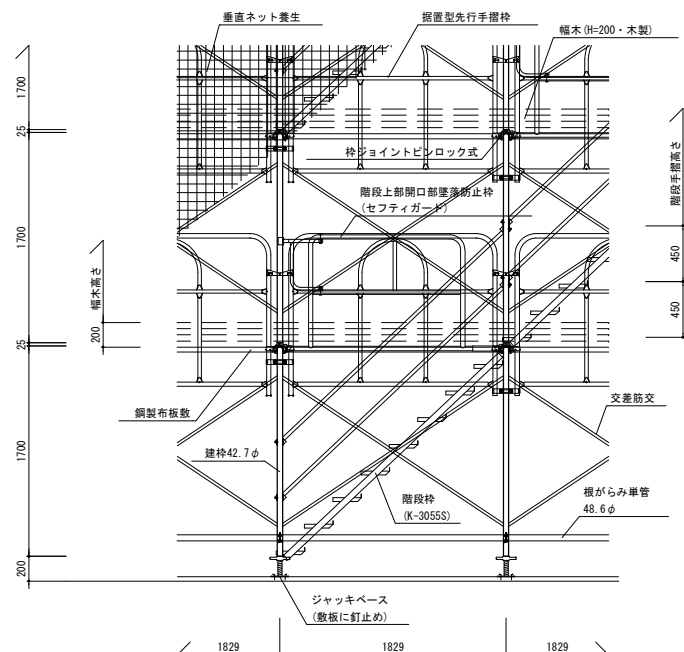 垂直ネット養生
据置型先行手摺枠
幅木(H=200・木製)
枠ジョイントピンロック式
階段上部開口部墜落防止枠
(セフティガード)
階段手摺高さ
450
450
1700
25
1700
幅木高さ
200
25
1700
200
鋼製布板敷
建枠42.7φ
交差筋交
階段枠
(K-3055S)
根がらみ単管
48.6φ
ジャッキベース
(敷板に釘止め)
1829
1829
1829